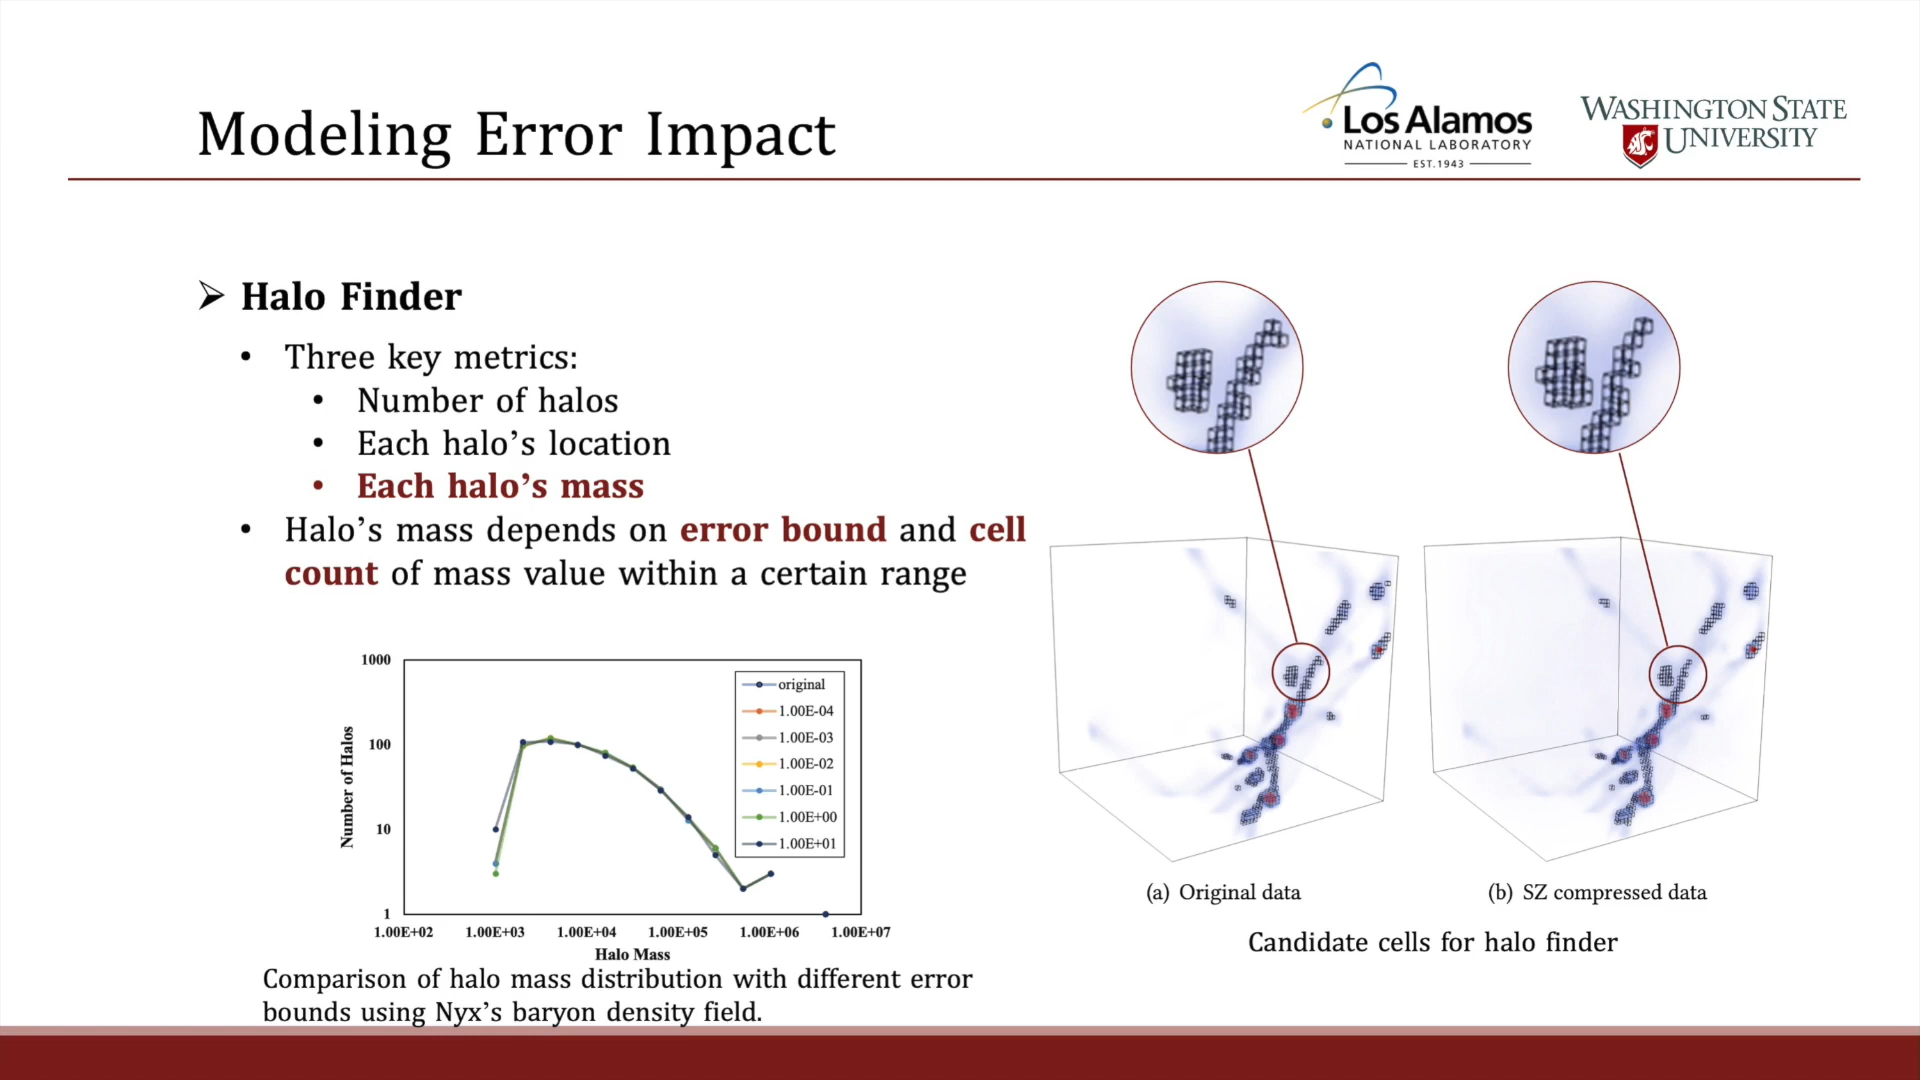 Modeling Error Impact
Los Alamos
NATIONAL LABORATORY
EST.1943
WASHINGTON STATE
UNIVERSITY
➢ Halo Finder
• Three key metrics:
• Number of halos
• Each halo’s location
• Each halo’s mass
• Halo’s mass depends on error bound and cell
count of mass value within a certain range
1000
100
10
1
Number of Halos
original
1.00E-04
1.00E-03
1.00E-02
1.00E-01
1.00E+00
1.00E+01
1.00E+02 1.00E+03 1.00E+04 1.00E+05 1.00E+06 1.00E+07
Halo Mass
Comparison of halo mass distribution with different error
bounds using Nyx’s baryon density field.
(a) Original data
(b) SZ compressed data
Candidate cells for halo finder